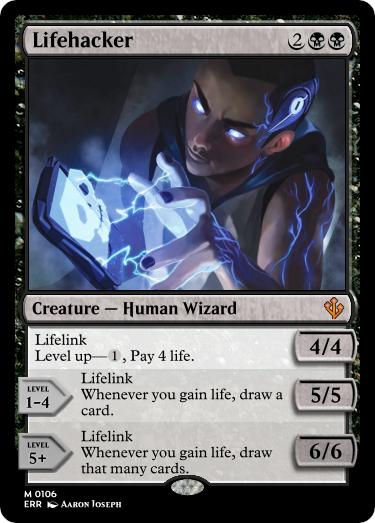 Lifehacker 2
Creature — Human Wizard
Lifelink
Level up—1, Pay 4 life.
4/4
LEVEL
1-4
Lifelink
Whenever you gain life, draw a
card.
5/5
LEVEL
5+
Lifelink
Whenever you gain life, draw
that many cards.
6/6
M 0106
ERR Aaron Joseph